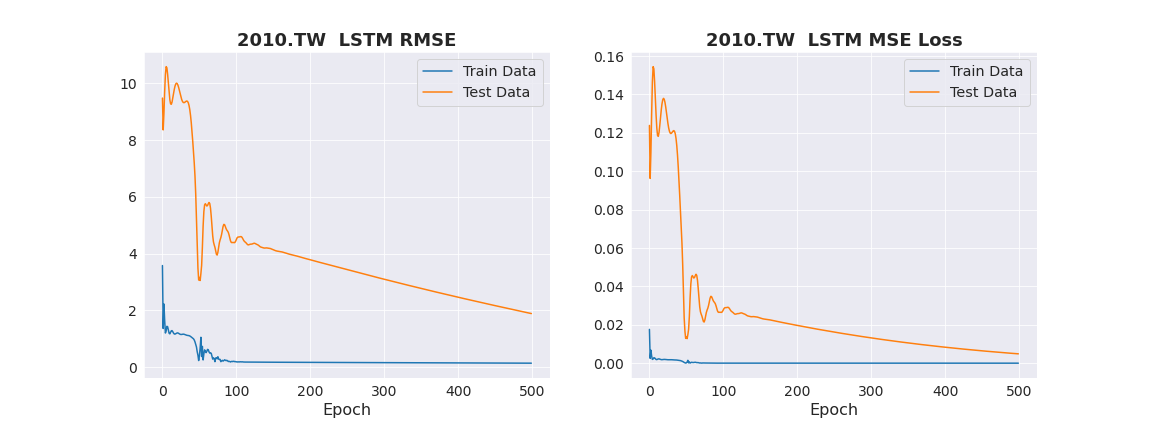 2010.TW  LSTM RMSE
Train Data
Test Data
10
8
6
4
2
0
0 100 200 300 400 500
Epoch
2010.TW  LSTM MSE Loss
Train Data
Test Data
0.16
0.14
0.12
0.10
0.08
0.06
0.04
0.02
0.00
0 100 200 300 400 500
Epoch